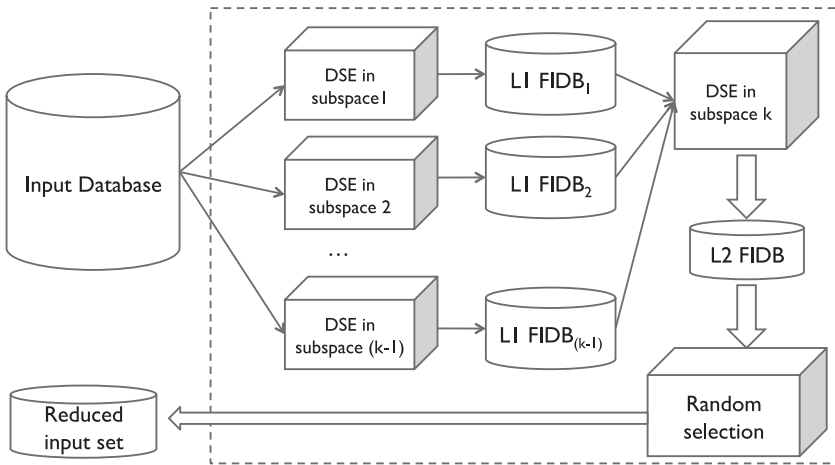 Input Database
DSE in
subspace1
L1 FIDB1
DSE in
subspace k
DSE in
subspace 2
L1 FIDB2
...
L2 FIDB
DSE in
subspace (k-1)
L1 FIDB(k-1)
Reduced
input set
Random
selection